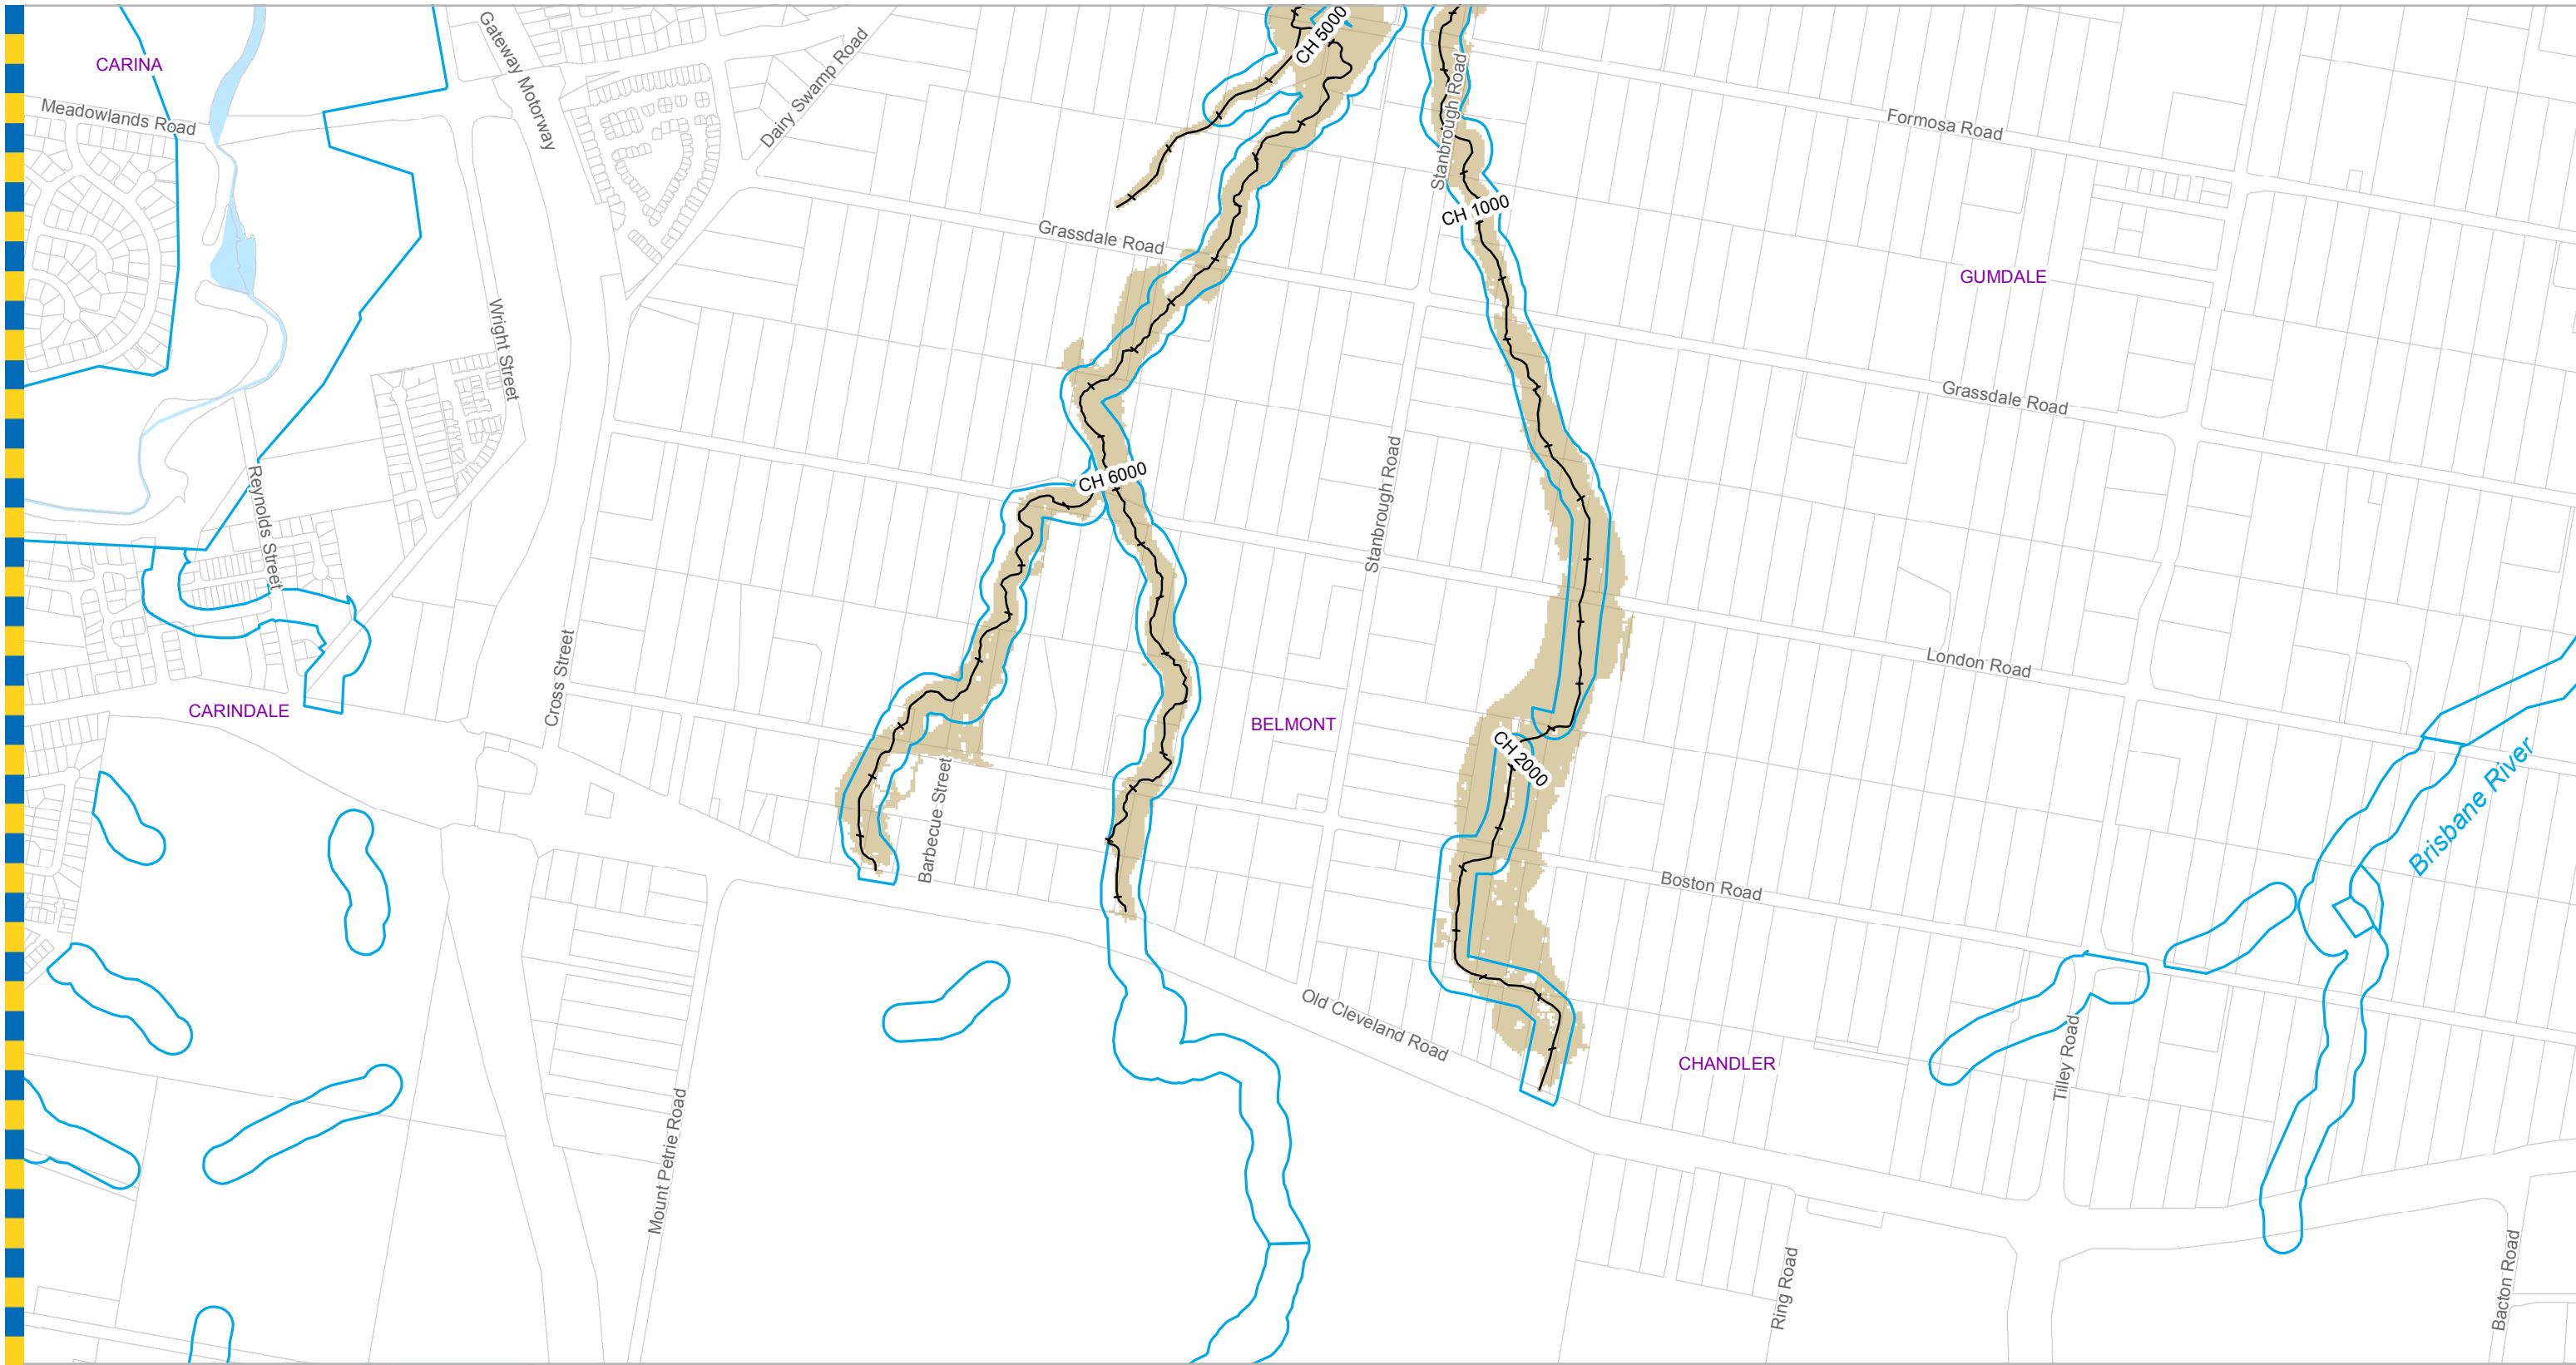 CH 5000
Gateway Motorway
CARINA
Dairy Swamp Road
Stanbrough Road
Meadowlands Road
Formosa Road
CH 1000
Grassdale Road
GUMDALE
Wright Street
Grassdale Road
CH 6000
Stanbrough Road
Reynolds Street
London Road
Cross Street
CARINDALE
BELMONT
CH 2000
Brisbane River
Barbecue Street
Boston Road
Old Cleveland Road
Tilley Road
CHANDLER
Mount Petrie Road
Ring Road
Bacton Road